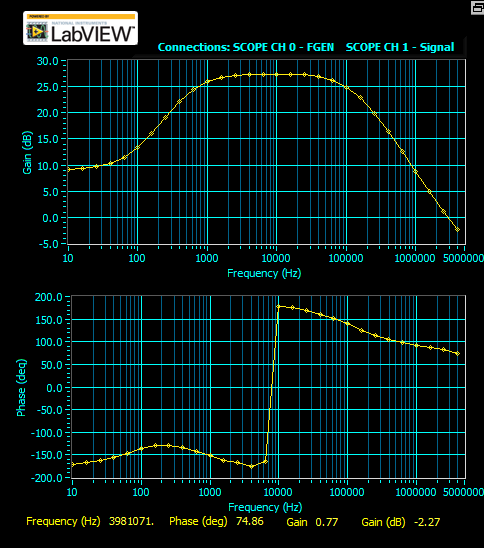 POWERED BY
NATIONAL INSTRUMENTS
LabVIEW™
Connections: SCOPE CH 0 - FGEN SCOPE CH 1 - Signal
30.0
25.0
20.0
15.0
10.0
5.0
0.0
-5.0
Gain (dB)
10 100 1000 10000 100000 1000000 5000000
Frequency (Hz)
200.0
150.0
100.0
50.0
0.0
-50.0
-100.0
-150.0
-200.0
Phase (deg)
10 100 1000 10000 100000 1000000 5000000
Frequency (Hz)
Frequency (Hz) 3981071. Phase (deg) 74.86 Gain 0.77 Gain (dB) -2.27